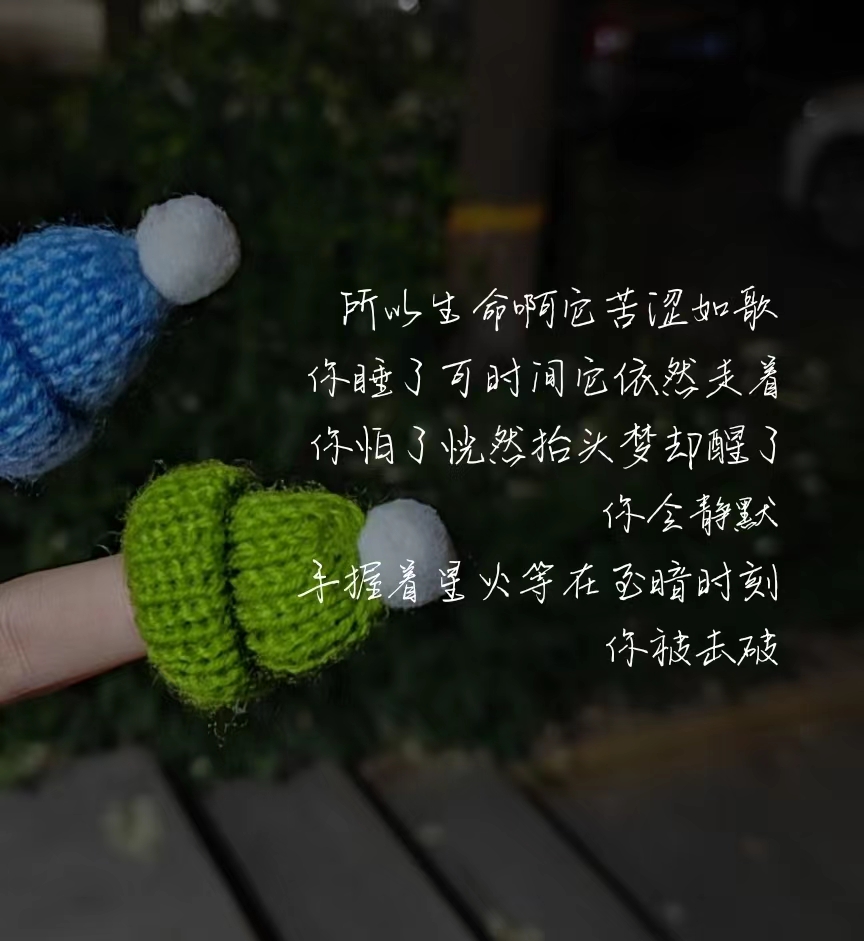 所以生命啊它苦涩如歌
你睡了可时间它依然走着
你怕了恍然抬头梦却醒了
你会静默
手握着星火等在至暗时刻
你被击破